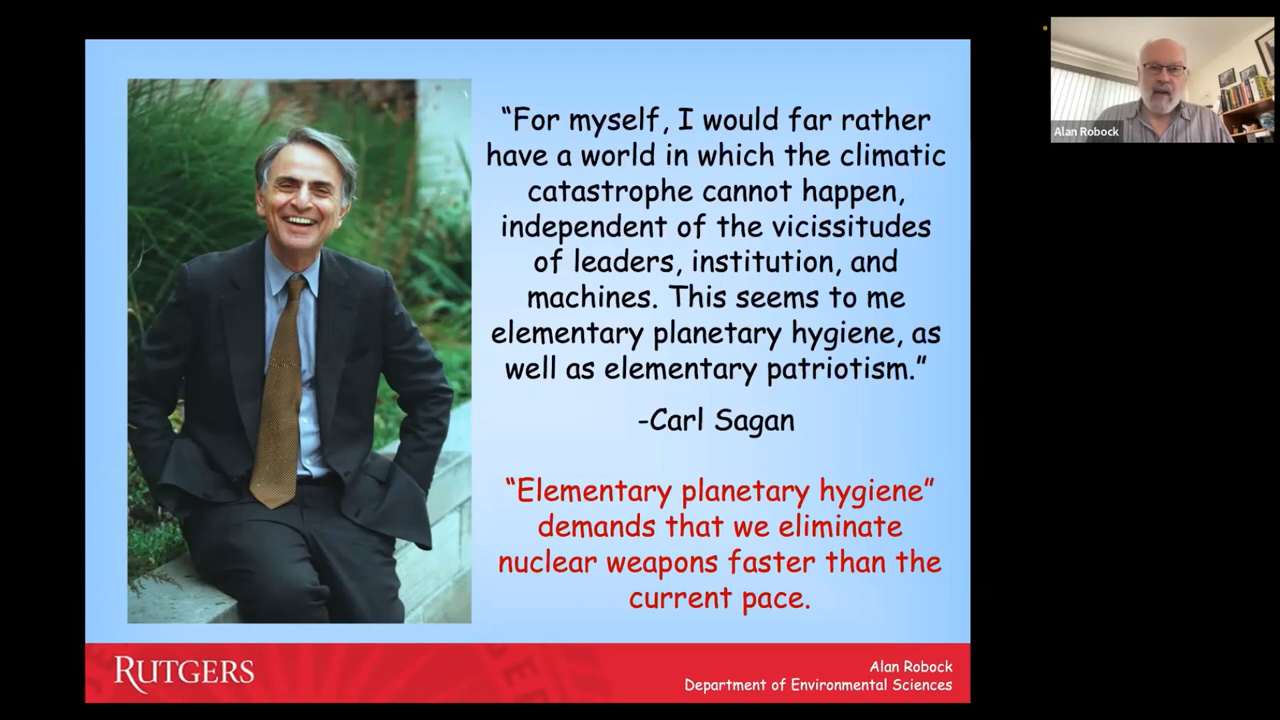 “For myself, I would far rather
have a world in which the climatic
catastrophe cannot happen,
independent of the vicissitudes
of leaders, institution, and
machines. This seems to me
elementary planetary hygiene, as
well as elementary patriotism.”
-Carl Sagan
“Elementary planetary hygiene”
demands that we eliminate
nuclear weapons faster than the
current pace.
RUTGERS
Alan Robock
Department of Environmental Sciences
Alan Robock